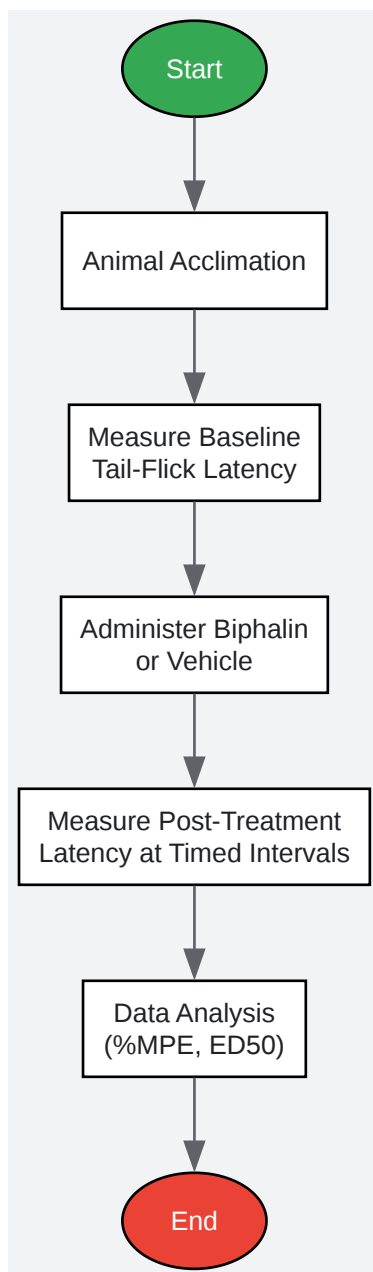 Start
Animal Acclimation
Measure Baseline
Tail-Flick Latency
Administer Biphalin
or Vehicle
Measure Post-Treatment
Latency at Timed Intervals
Data Analysis
(%MPE, ED50)
End